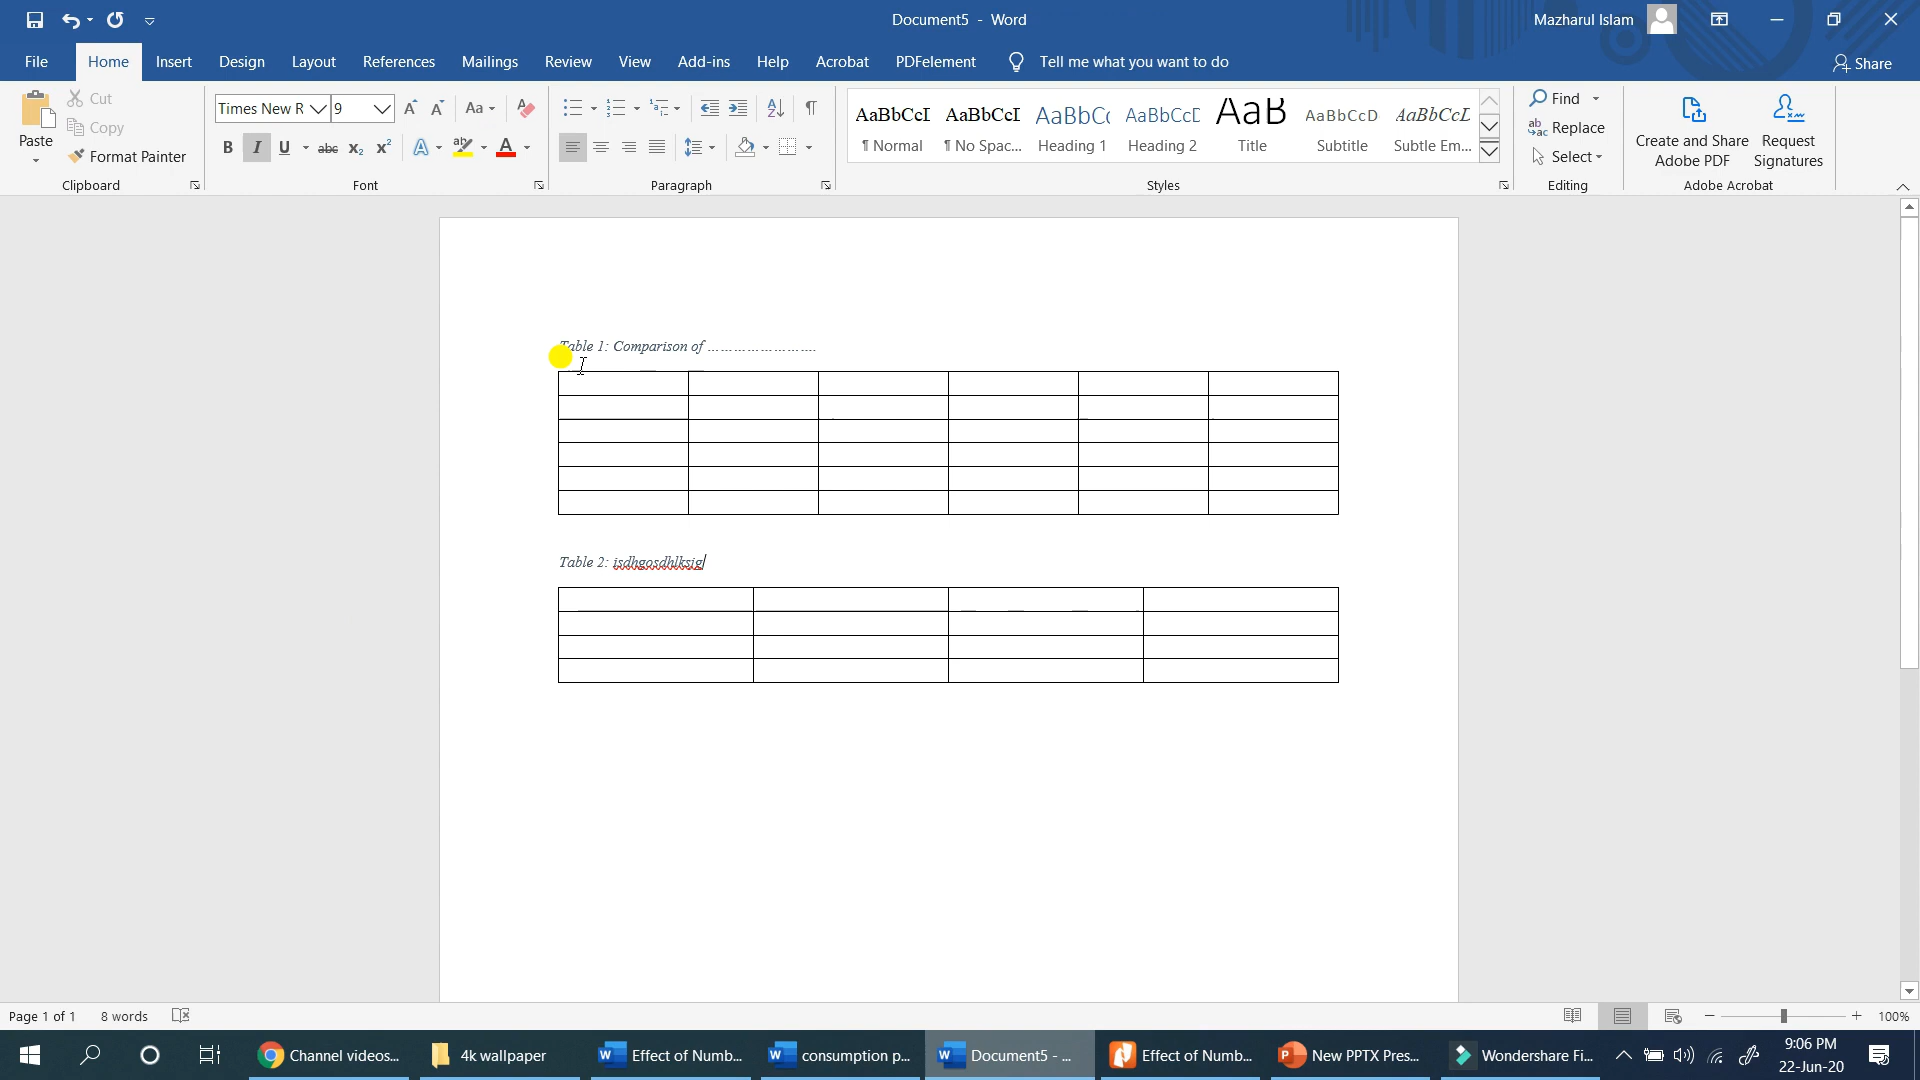 Document5 - Word
Mazharul Islam
File Home Insert Design Layout References Mailings Review View Add-ins Help Acrobat PDFelement Tell me what you want to do Share
Paste
Cut
Copy
Format Painter
Clipboard
Times New R 9
Aa
B I U abc X₂ X² A A
Font
Paragraph
AaBbCcI AaBbCcI AaBbC( AaBbCcE AaB AaBbCcD AaBbCcL
¶ Normal ¶ No Spac... Heading 1 Heading 2 Title Subtitle Subtle Em...
Styles
Find
Replace
Select
Editing
Create and Share Adobe PDF
Request Signatures
Adobe Acrobat
Table 1: Comparison of …………………….
Table 2: isdhgosdhlksjg
Page 1 of 1 8 words
100%
Channel videos... 4k wallpaper Effect of Numb... consumption p... Document5 - ... Effect of Numb... New PPTX Pres... Wondershare Fi...
9:06 PM
22-Jun-20